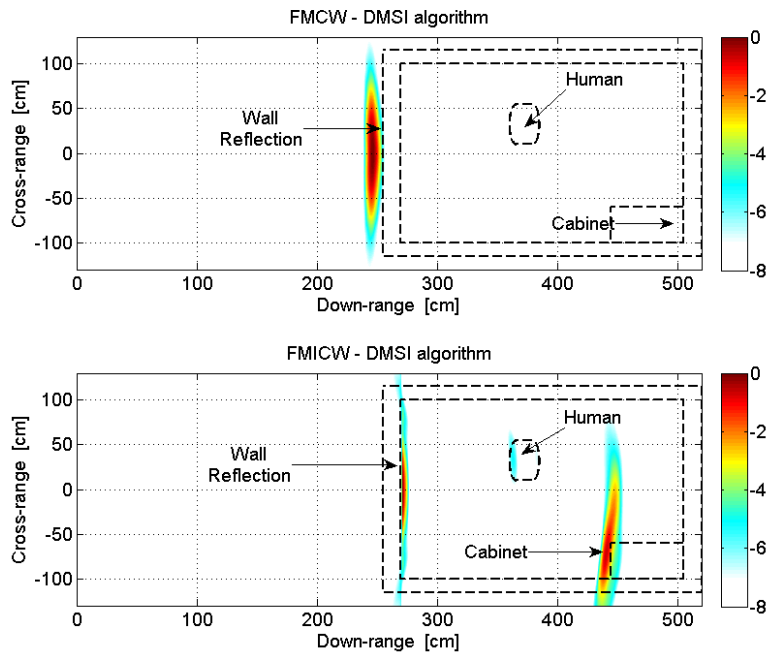 FMCW - DMSI algorithm
Cross-range [cm]
100
50
0
-50
-100
Wall
Reflection
Human
Cabinet
0
100
200
300
400
500
Down-range [cm]
0
-2
-4
-6
-8
FMICW - DMSI algorithm
Cross-range [cm]
100
50
0
-50
-100
Wall
Reflection
Human
Cabinet
0
100
200
300
400
500
Down-range [cm]
0
-2
-4
-6
-8